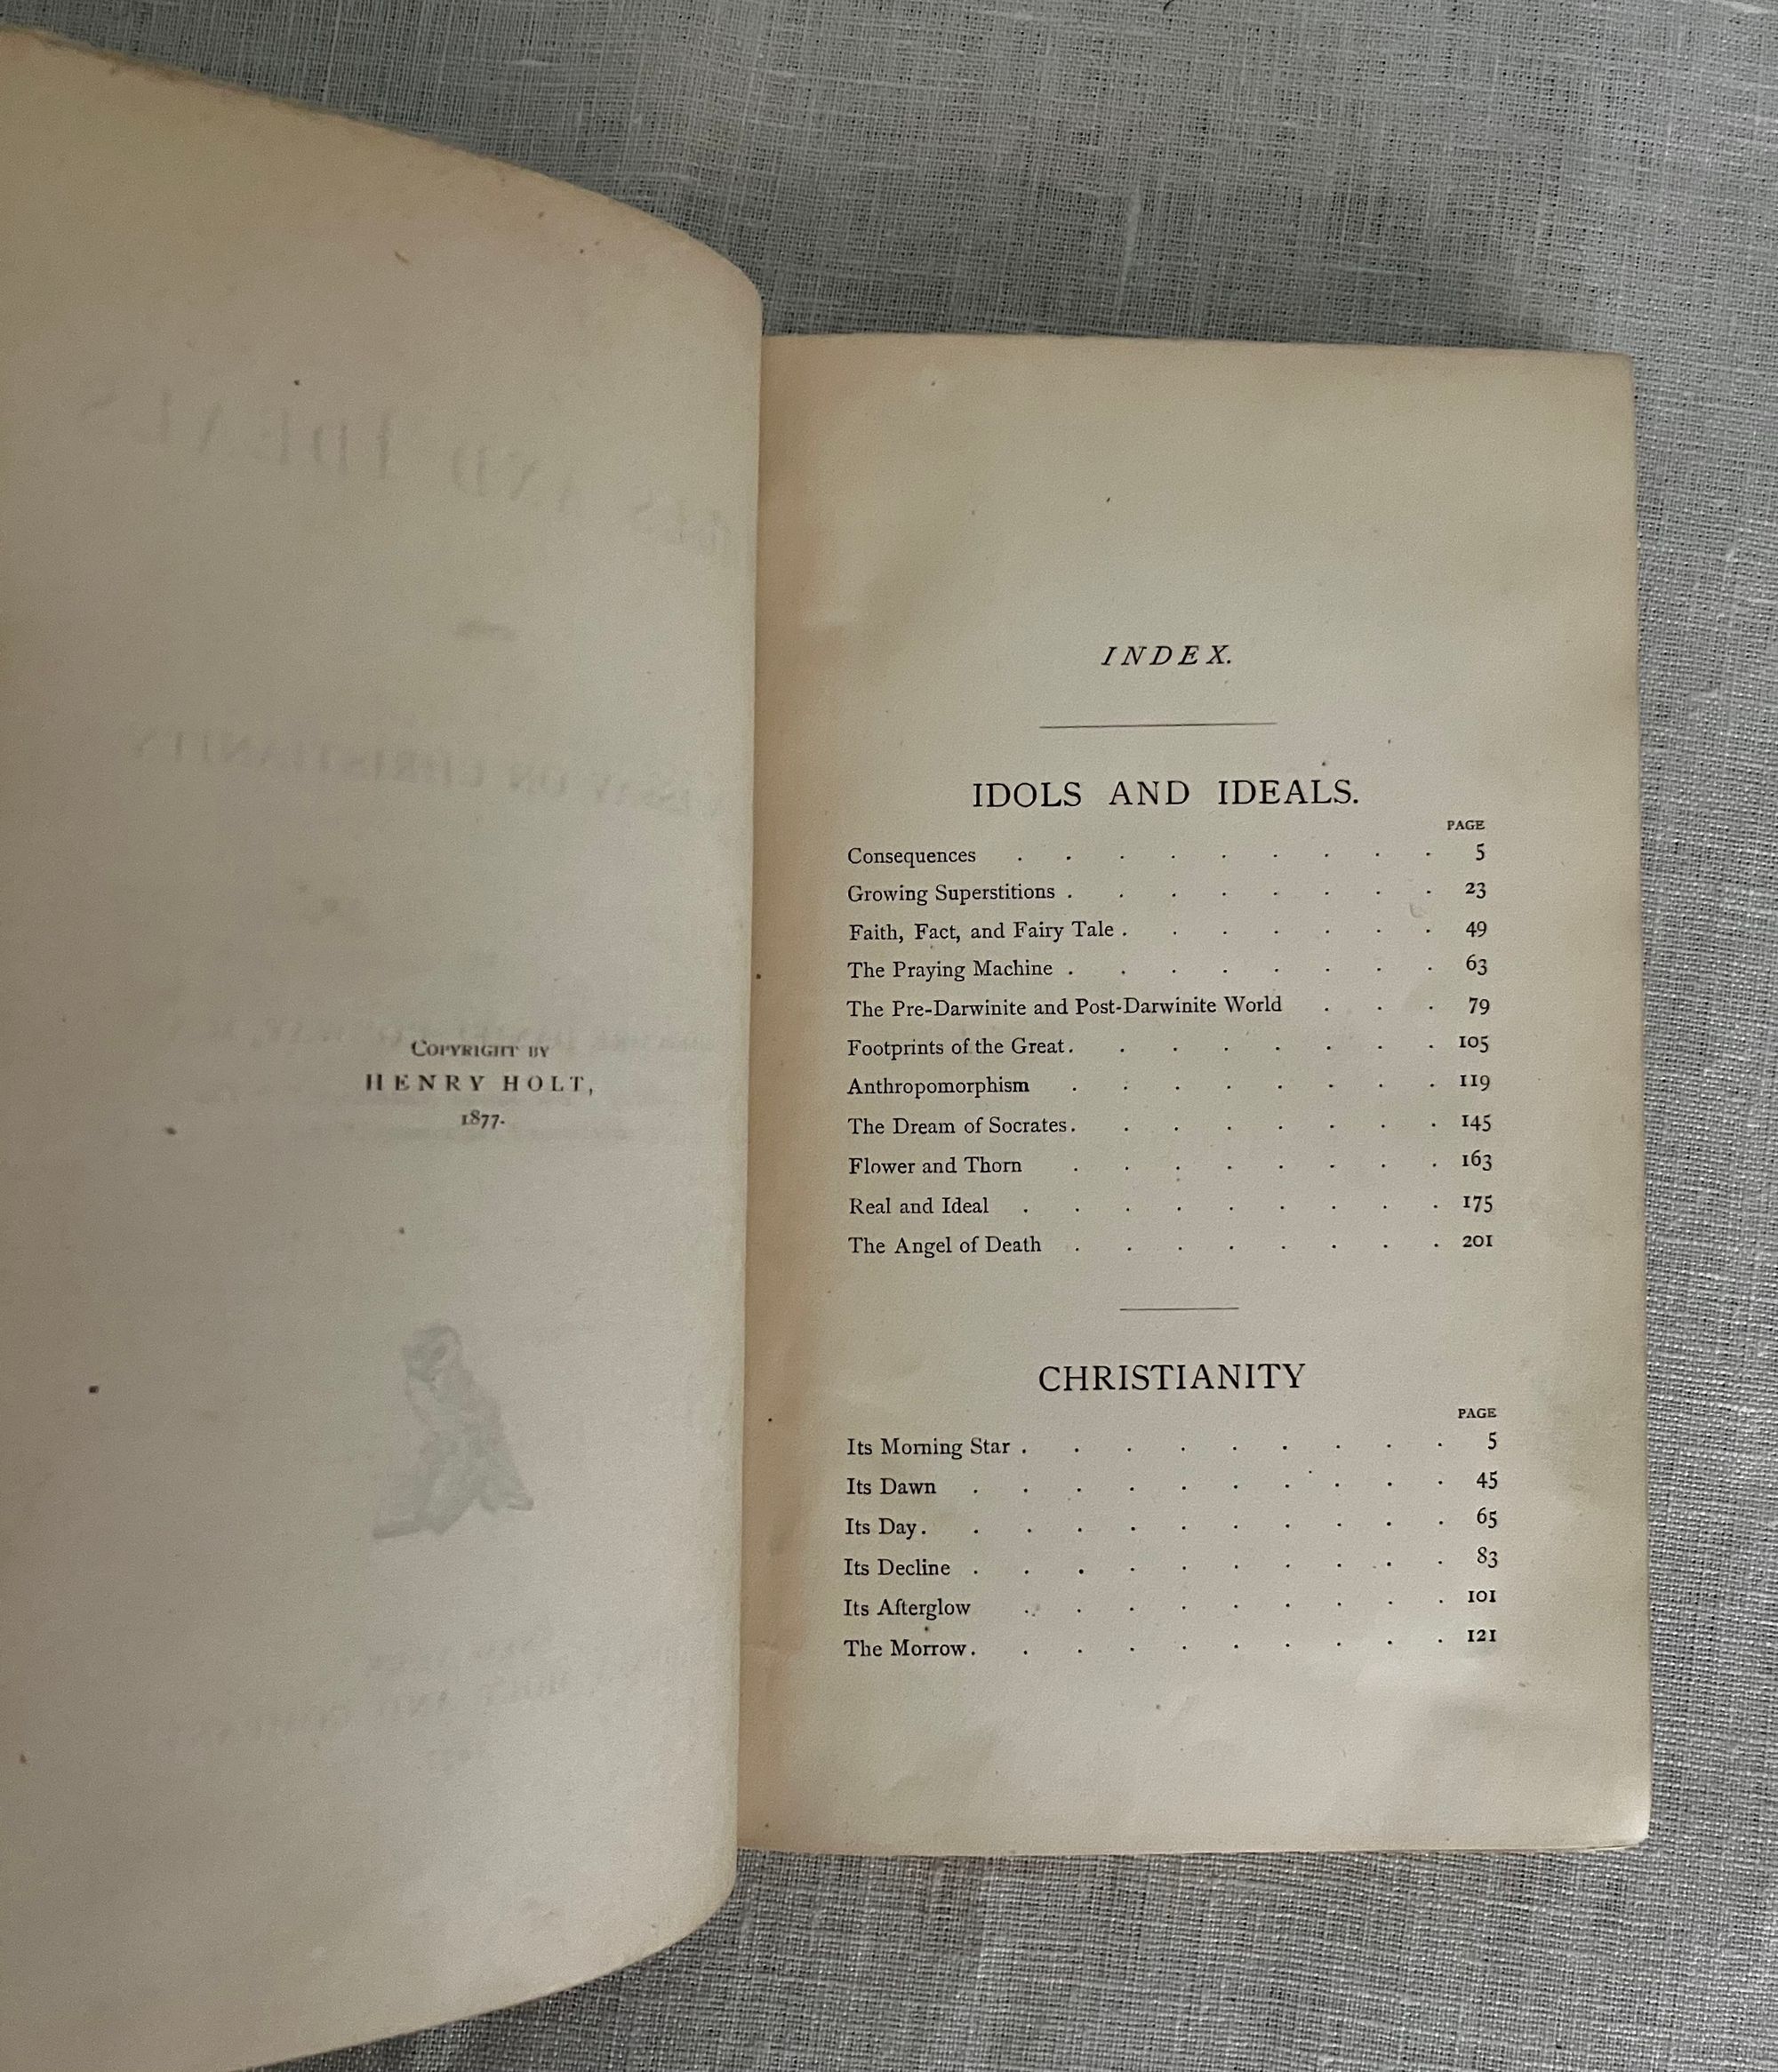 COPYRIGHT BY
HENRY HOLT,
1877.
INDEX.
IDOLS AND IDEALS.
PAGE
Consequences . . . . . . . . . 5
Growing Superstitions . . . . . . . . 23
Faith, Fact, and Fairy Tale . . . . . . . 49
The Praying Machine . . . . . . . . 63
The Pre-Darwinite and Post-Darwinite World . . . 79
Footprints of the Great . . . . . . . . 105
Anthropomorphism . . . . . . . . 119
The Dream of Socrates . . . . . . . . 145
Flower and Thorn . . . . . . . . 163
Real and Ideal . . . . . . . . . 175
The Angel of Death . . . . . . . . 201
CHRISTIANITY
PAGE
Its Morning Star . . . . . . . . . 5
Its Dawn . . . . . . . . . . 45
Its Day . . . . . . . . . . . 65
Its Decline . . . . . . . . . . 83
Its Afterglow . . . . . . . . . 101
The Morrow . . . . . . . . . . 121